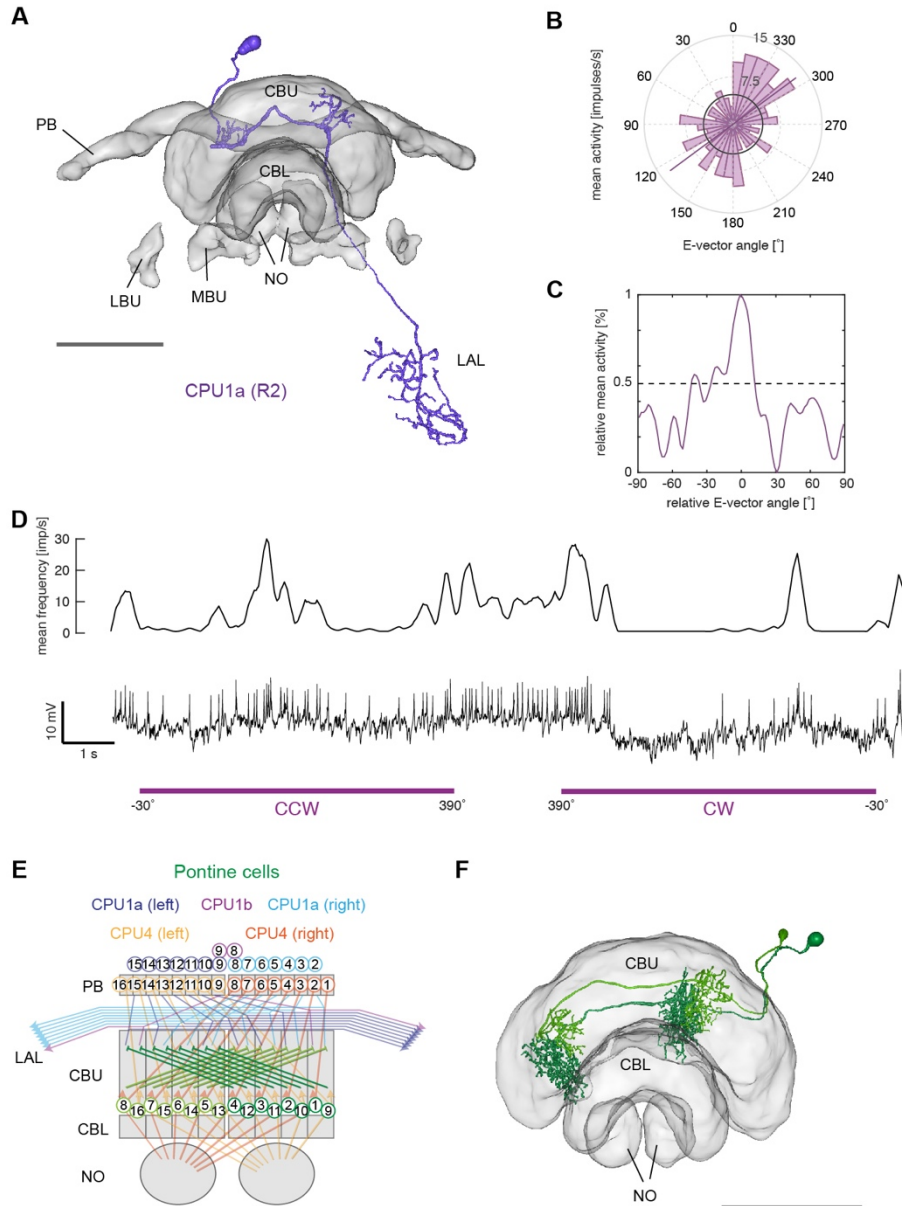 A
CBU
PB
CBL
NO
LBU
MBU
LAL
CPU1a (R2)
B
mean activity [impulses/s]
0
15
330
30
7.5
300
60
90
270
120
240
150
210
180
E-vector angle [°]
C
relative mean activity [%]
1
0.5
0
-90 -60 -30 0 30 60 90
relative E-vector angle [°]
D
mean frequency [imp/s]
30
20
10
0
10 mV
1 s
-30° CCW 390° 390° CW -30°
E
Pontine cells
CPU1a (left) CPU1b CPU1a (right)
CPU4 (left) CPU4 (right)
9 8
15 14 13 12 11 10 9 8 7 6 5 4 3 2
PB 16 15 14 13 12 11 10 9 8 7 6 5 4 3 2 1
LAL
CBU
8 16 7 15 6 14 5 13 4 12 3 11 2 10 1 9
CBL
NO
F
CBU
CBL
NO